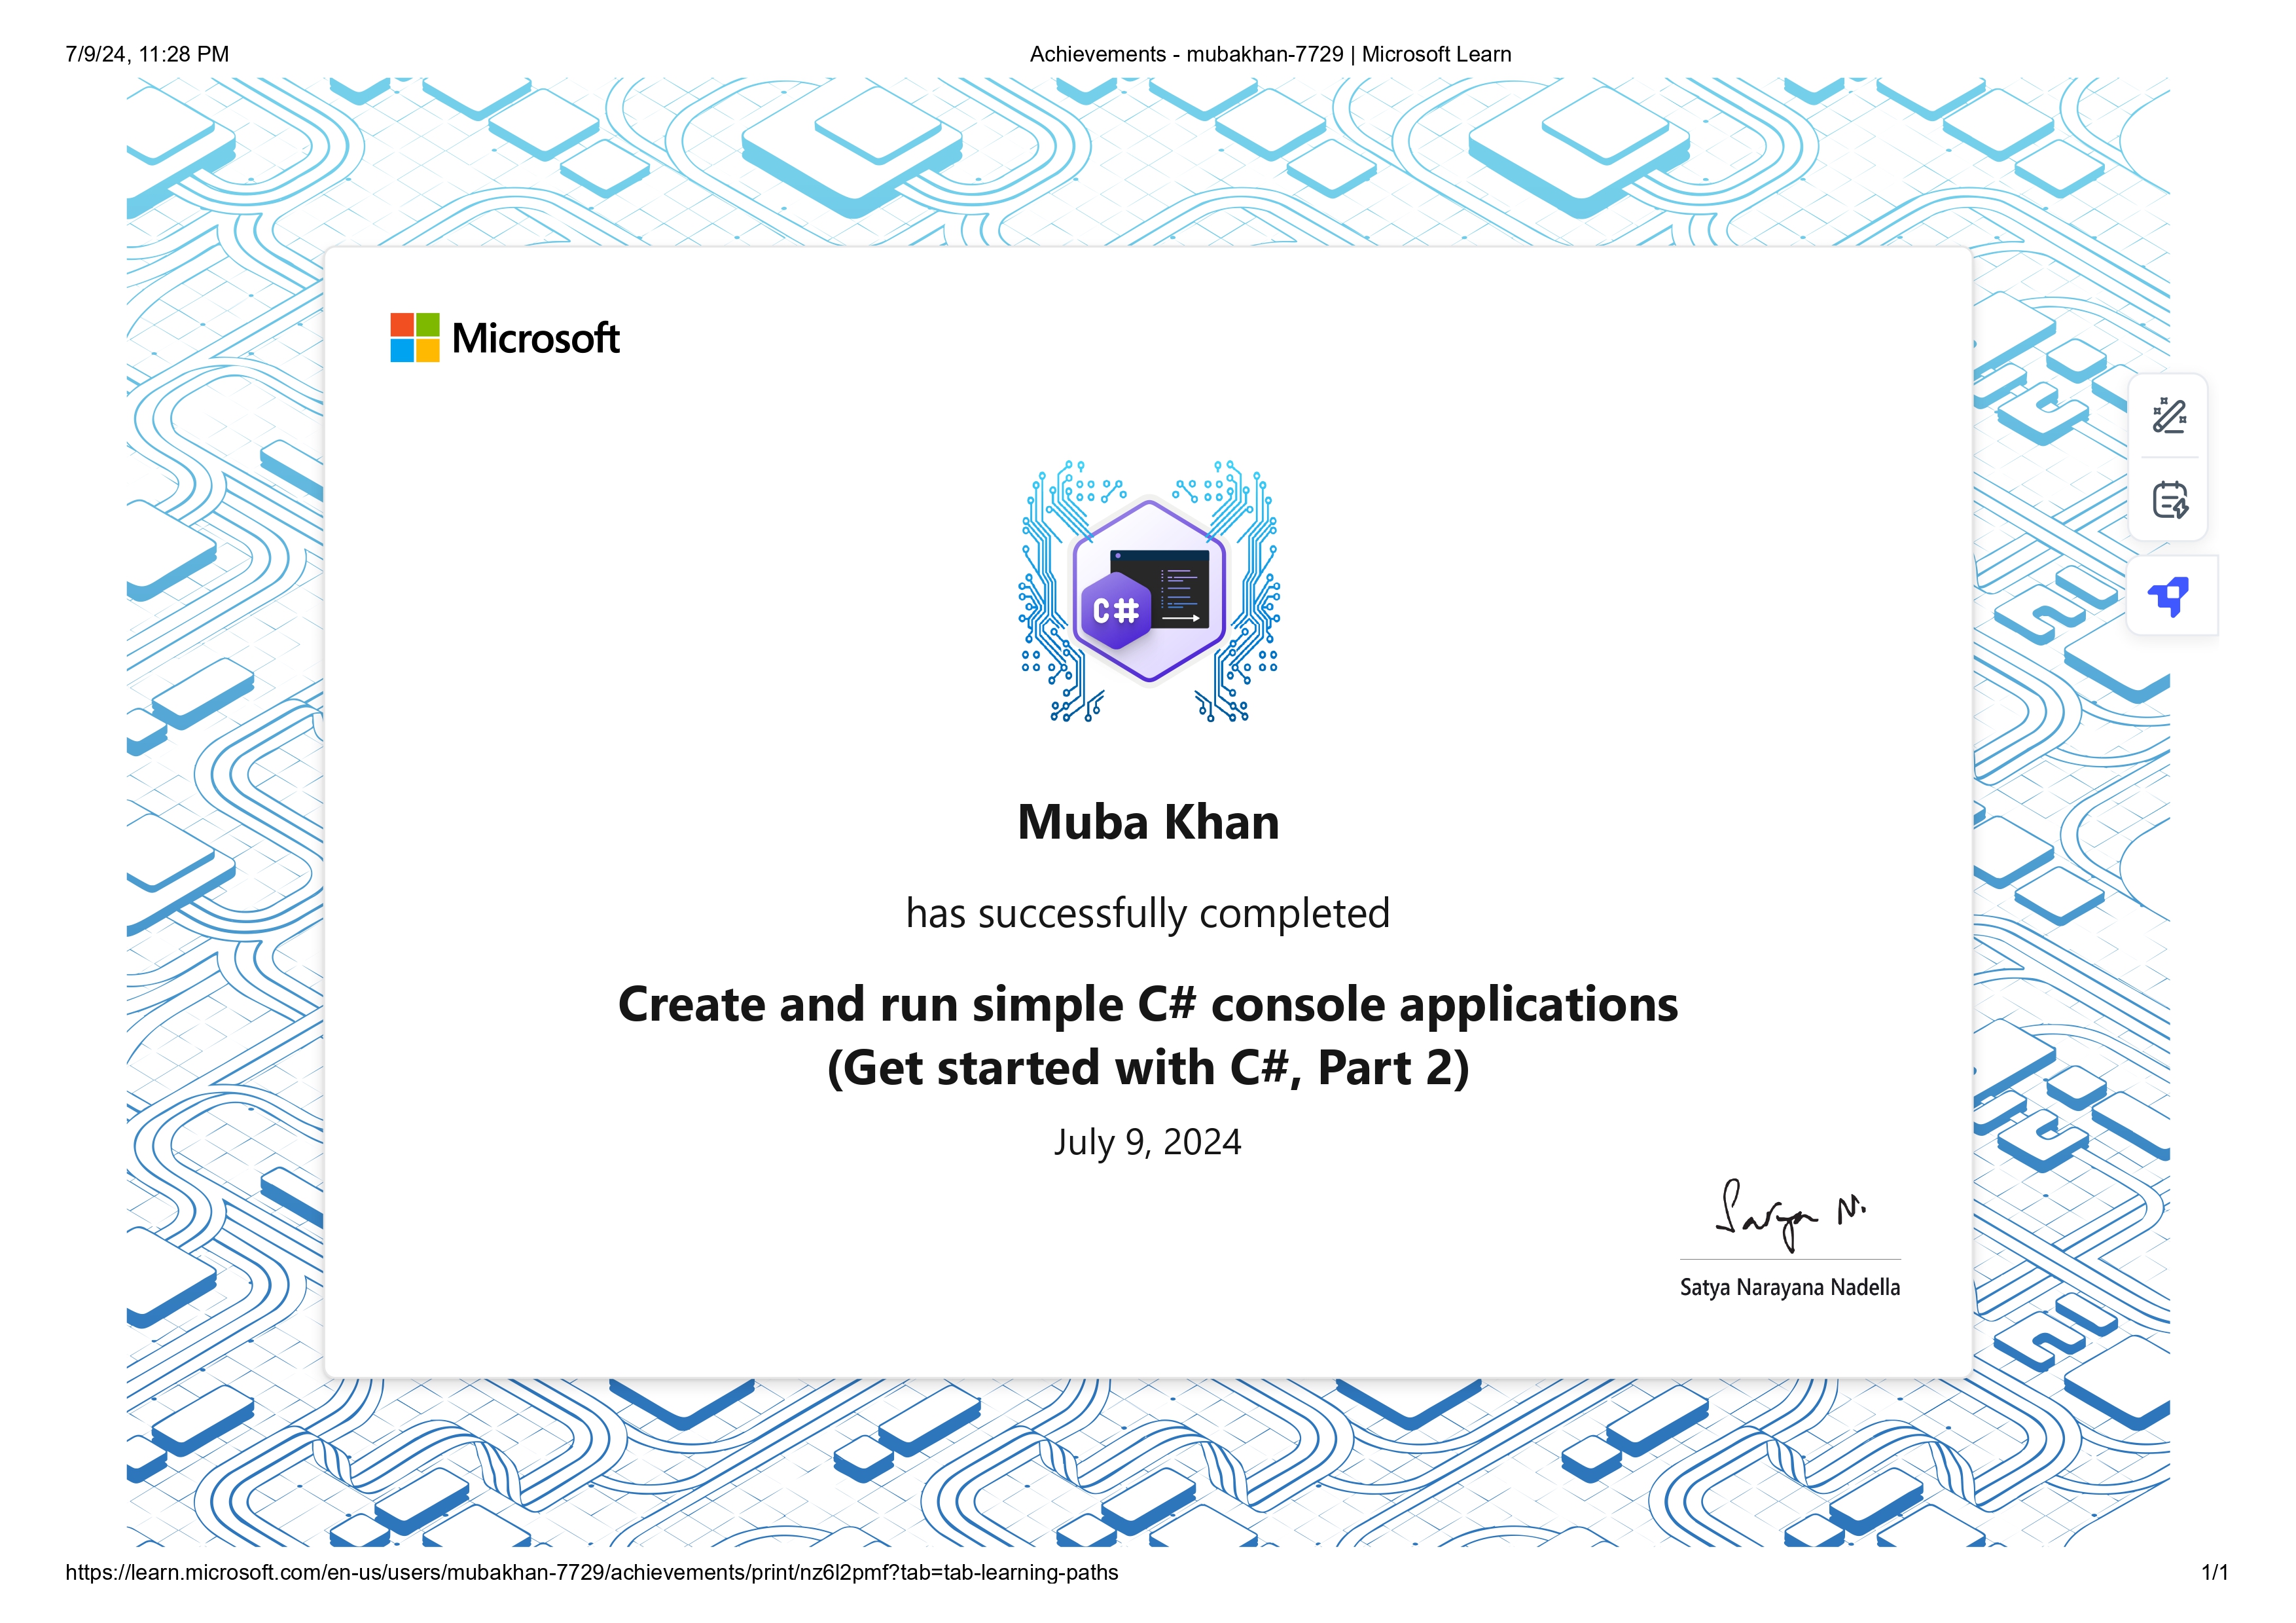 7/9/24, 11:28 PM
Achievements - mubakhan-7729 | Microsoft Learn
Microsoft
C#
Muba Khan
has successfully completed
Create and run simple C# console applications
(Get started with C#, Part 2)
July 9, 2024
Satya N.
Satya Narayana Nadella
https://learn.microsoft.com/en-us/users/mubakhan-7729/achievements/print/nz6l2pmf?tab=tab-learning-paths
1/1